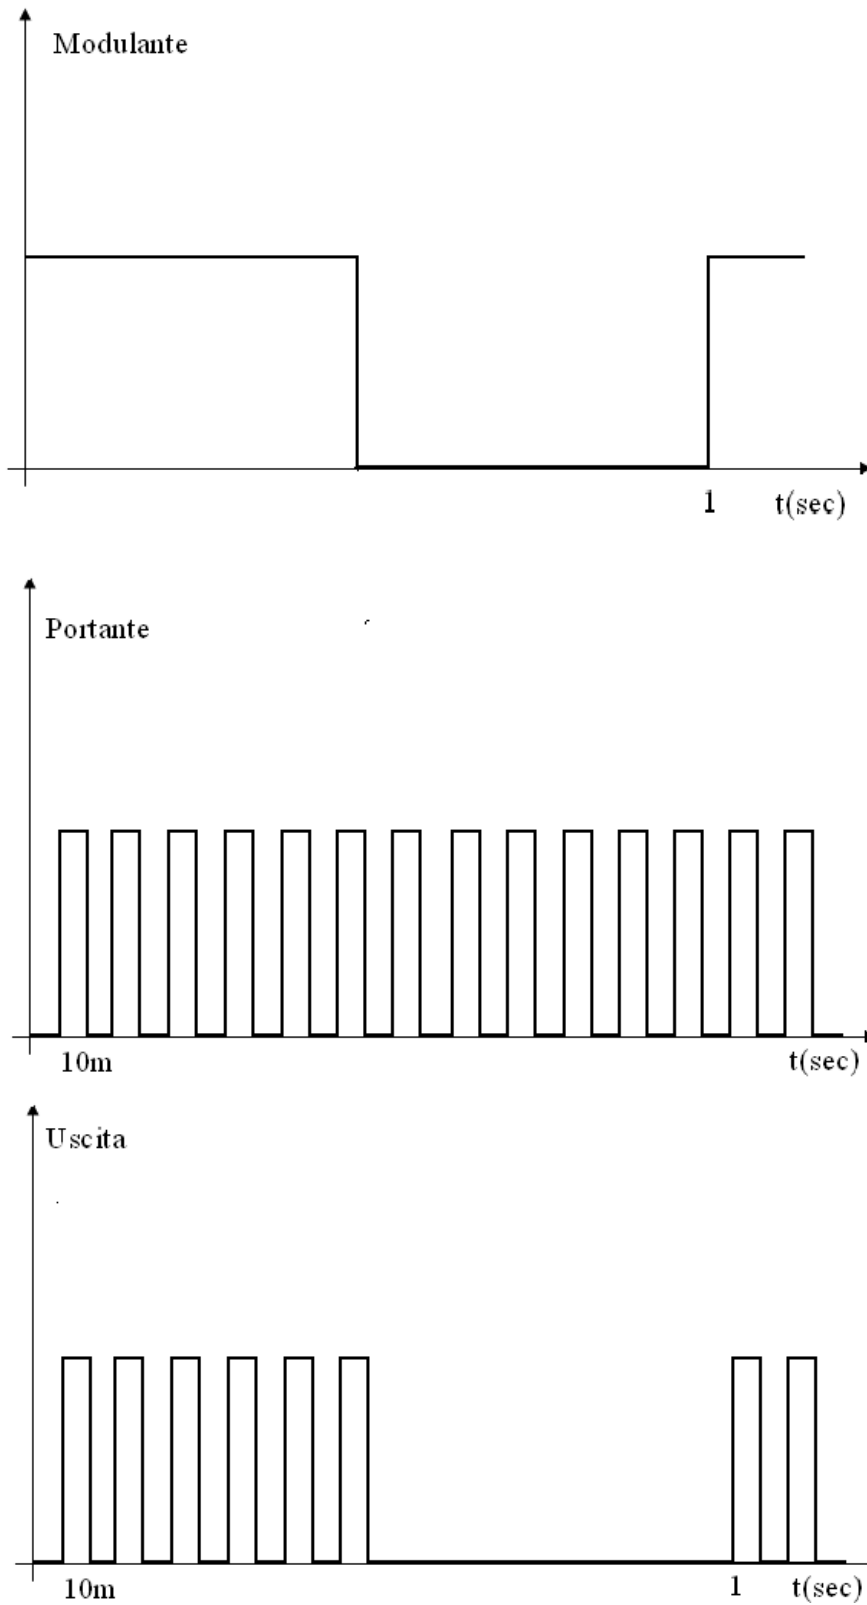 Modulante
1 t(sec)
Portante
10m t(sec)
Uscita
10m 1 t(sec)